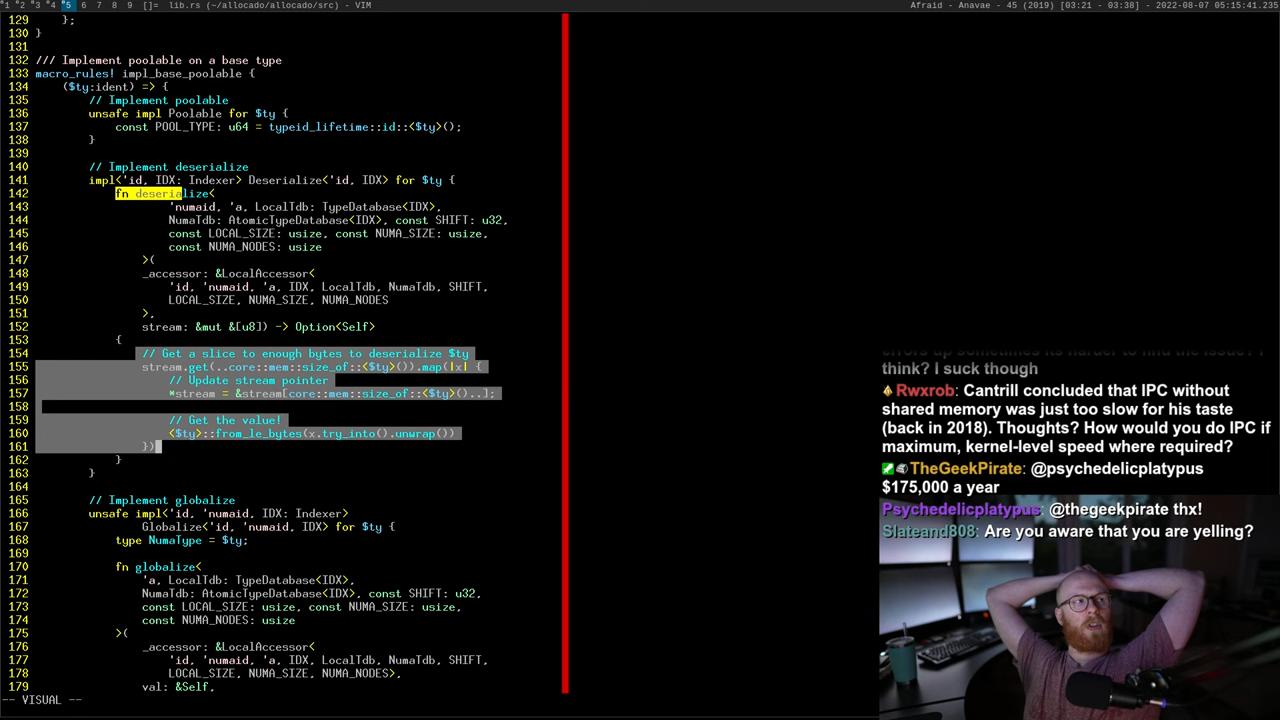 °1 °2 °3 °4 °5 6 7 8 9 []= lib.rs (~/allocado/allocado/src) - VIM
Afraid - Anavae - 45 (2019) [03:21 - 03:38] - 2022-08-07 05:15:41.235
129 };
130 }
131
132 /// Implement poolable on a base type
133 macro_rules! impl_base_poolable {
134 ($ty:ident) => {
135 // Implement poolable
136 unsafe impl Poolable for $ty {
137 const POOL_TYPE: u64 = typeid_lifetime::id::<$ty>();
138 }
139
140 // Implement deserialize
141 impl<'id, IDX: Indexer> Deserialize<'id, IDX> for $ty {
142 fn deserialize<
143 'numaid, 'a, LocalTdb: TypeDatabase<IDX>,
144 NumaTdb: AtomicTypeDatabase<IDX>, const SHIFT: u32,
145 const LOCAL_SIZE: usize, const NUMA_SIZE: usize,
146 const NUMA_NODES: usize
147 >(
148 _accessor: &LocalAccessor<
149 'id, 'numaid, 'a, IDX, LocalTdb, NumaTdb, SHIFT,
150 LOCAL_SIZE, NUMA_SIZE, NUMA_NODES
151 >,
152 stream: &mut &[u8]) -> Option<Self>
153 {
154 // Get a slice to enough bytes to deserialize $ty
155 stream.get(..core::mem::size_of::<$ty>()).map(|x| {
156 // Update stream pointer
157 *stream = &stream[core::mem::size_of::<$ty>()..];
158
159 // Get the value!
160 <$ty>::from_le_bytes(x.try_into().unwrap())
161 })
162 }
163 }
164
165 // Implement globalize
166 unsafe impl<'id, 'numaid, IDX: Indexer>
167 Globalize<'id, 'numaid, IDX> for $ty {
168 type NumaType = $ty;
169
170 fn globalize<
171 'a, LocalTdb: TypeDatabase<IDX>,
172 NumaTdb: AtomicTypeDatabase<IDX>, const SHIFT: u32,
173 const LOCAL_SIZE: usize, const NUMA_SIZE: usize,
174 const NUMA_NODES: usize
175 >(
176 _accessor: &LocalAccessor<
177 'id, 'numaid, 'a, IDX, LocalTdb, NumaTdb, SHIFT,
178 LOCAL_SIZE, NUMA_SIZE, NUMA_NODES>,
179 val: &Self,
-- VISUAL --
errors up sometimes its harder to find the issue? I
think? I suck though
Rwxrob: Cantrill concluded that IPC without
shared memory was just too slow for his taste
(back in 2018). Thoughts? How would you do IPC if
maximum, kernel-level speed where required?
TheGeekPirate: @psychedelicplatypus
$175,000 a year
Psychedelicplatypus: @thegeekpirate thx!
Slateand808: Are you aware that you are yelling?